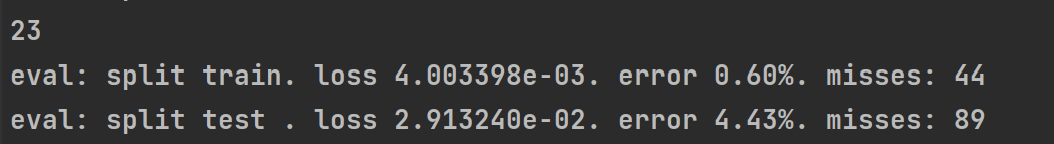 23
eval: split train. loss 4.003398e-03. error 0.60%. misses: 44
eval: split test . loss 2.913240e-02. error 4.43%. misses: 89